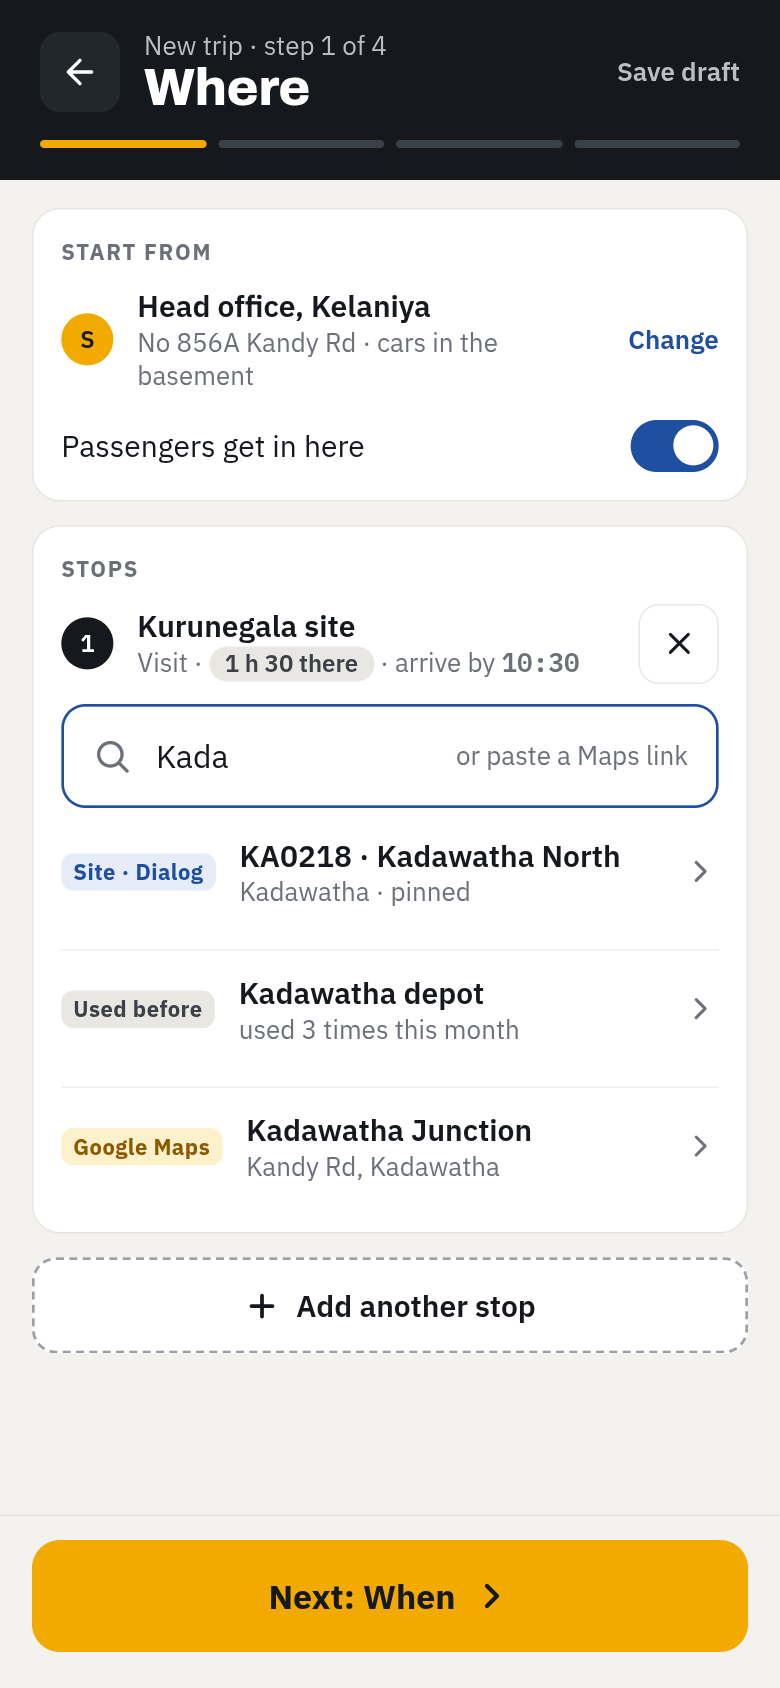 New trip · step 1 of 4
Where
Save draft
START FROM
S
Head office, Kelaniya
No 856A Kandy Rd · cars in the
basement
Change
Passengers get in here
STOPS
1
Kurunegala site
Visit · 1 h 30 there · arrive by 10:30
Kada
or paste a Maps link
Site · Dialog
KA0218 · Kadawatha North
Kadawatha · pinned
Used before
Kadawatha depot
used 3 times this month
Google Maps
Kadawatha Junction
Kandy Rd, Kadawatha
Add another stop
Next: When